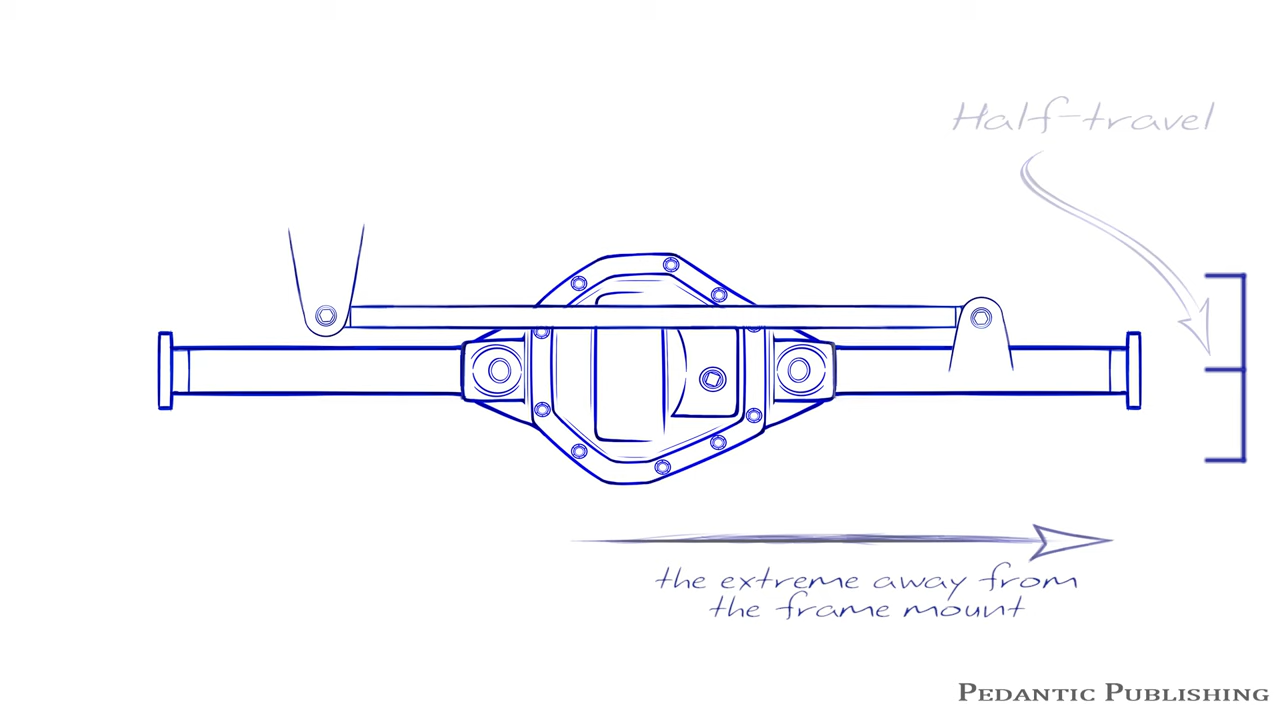 Half-travel
the extreme away from
the frame mount
PEDANTIC PUBLISHING